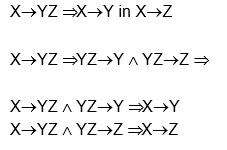 X→YZ ⇒X→Y in X→Z
X→YZ ⇒YZ→Y ∧ YZ→Z ⇒
X→YZ ∧ YZ→Y ⇒X→Y
X→YZ ∧ YZ→Z ⇒X→Z